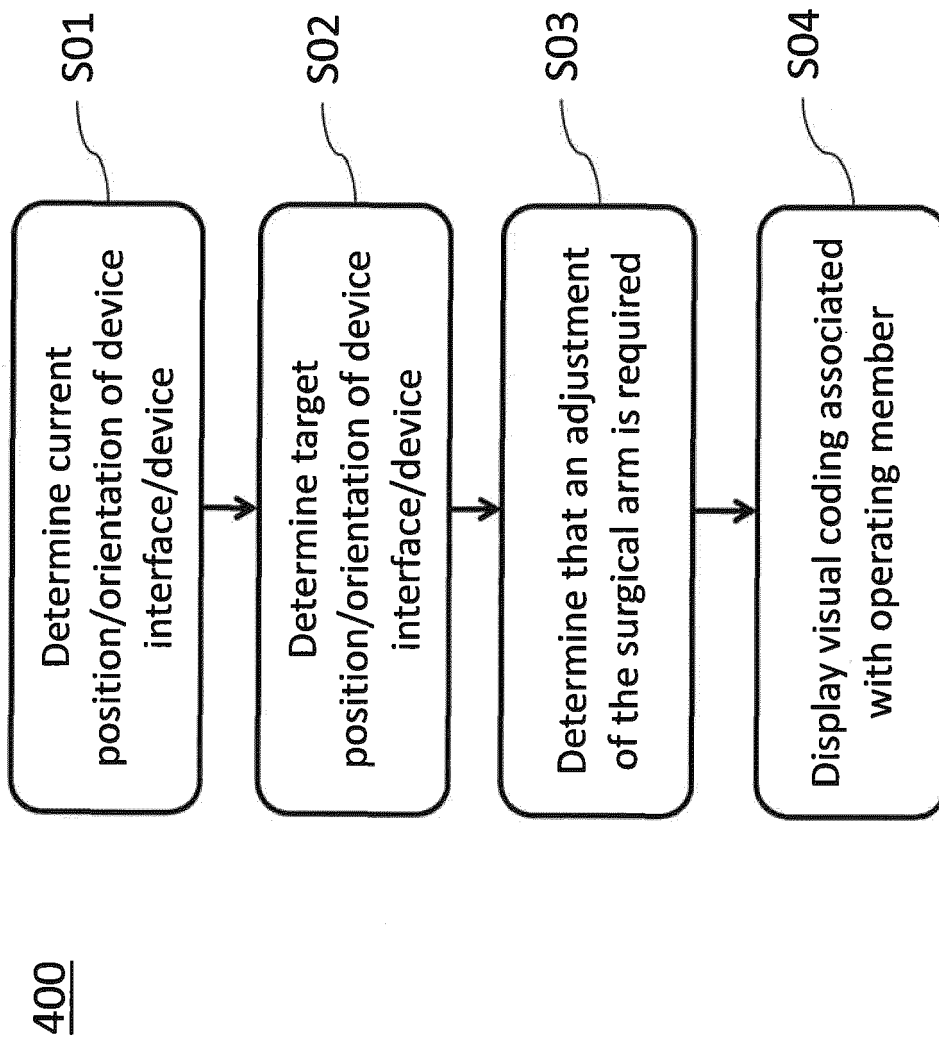 400
Determine current
position/orientation of device
interface/device
S01
Determine target
position/orientation of device
interface/device
S02
Determine that an adjustment
of the surgical arm is required
S03
Display visual coding associated
with operating member
S04